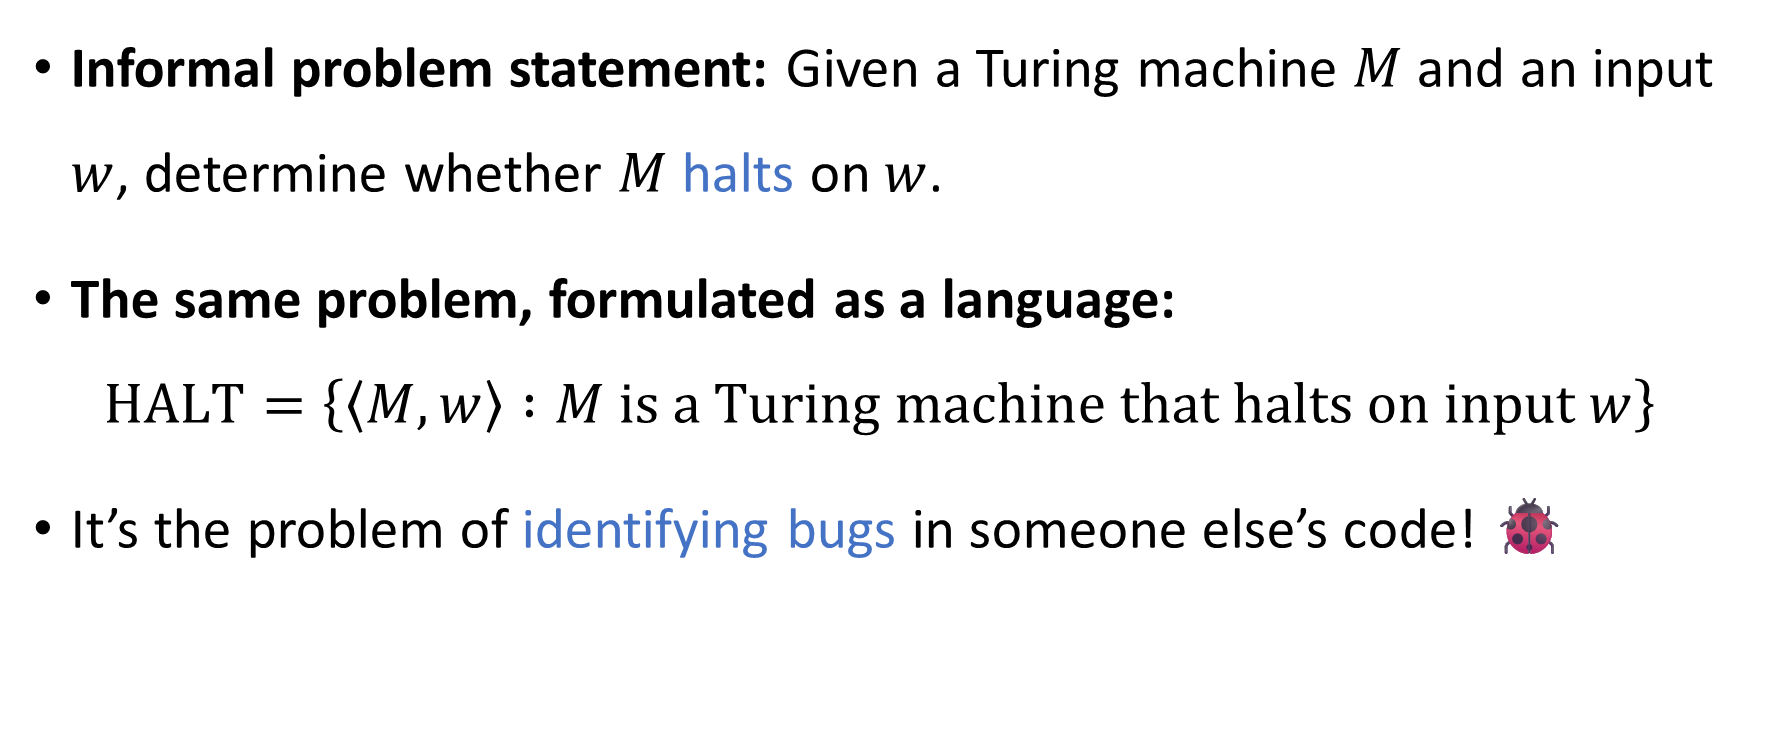 • Informal problem statement: Given a Turing machine 𝑀 and an input
𝑤, determine whether 𝑀 halts on 𝑤.
• The same problem, formulated as a language:
HALT = {⟨𝑀, 𝑤⟩ : 𝑀 is a Turing machine that halts on input 𝑤}
• It’s the problem of identifying bugs in someone else’s code! 🐞